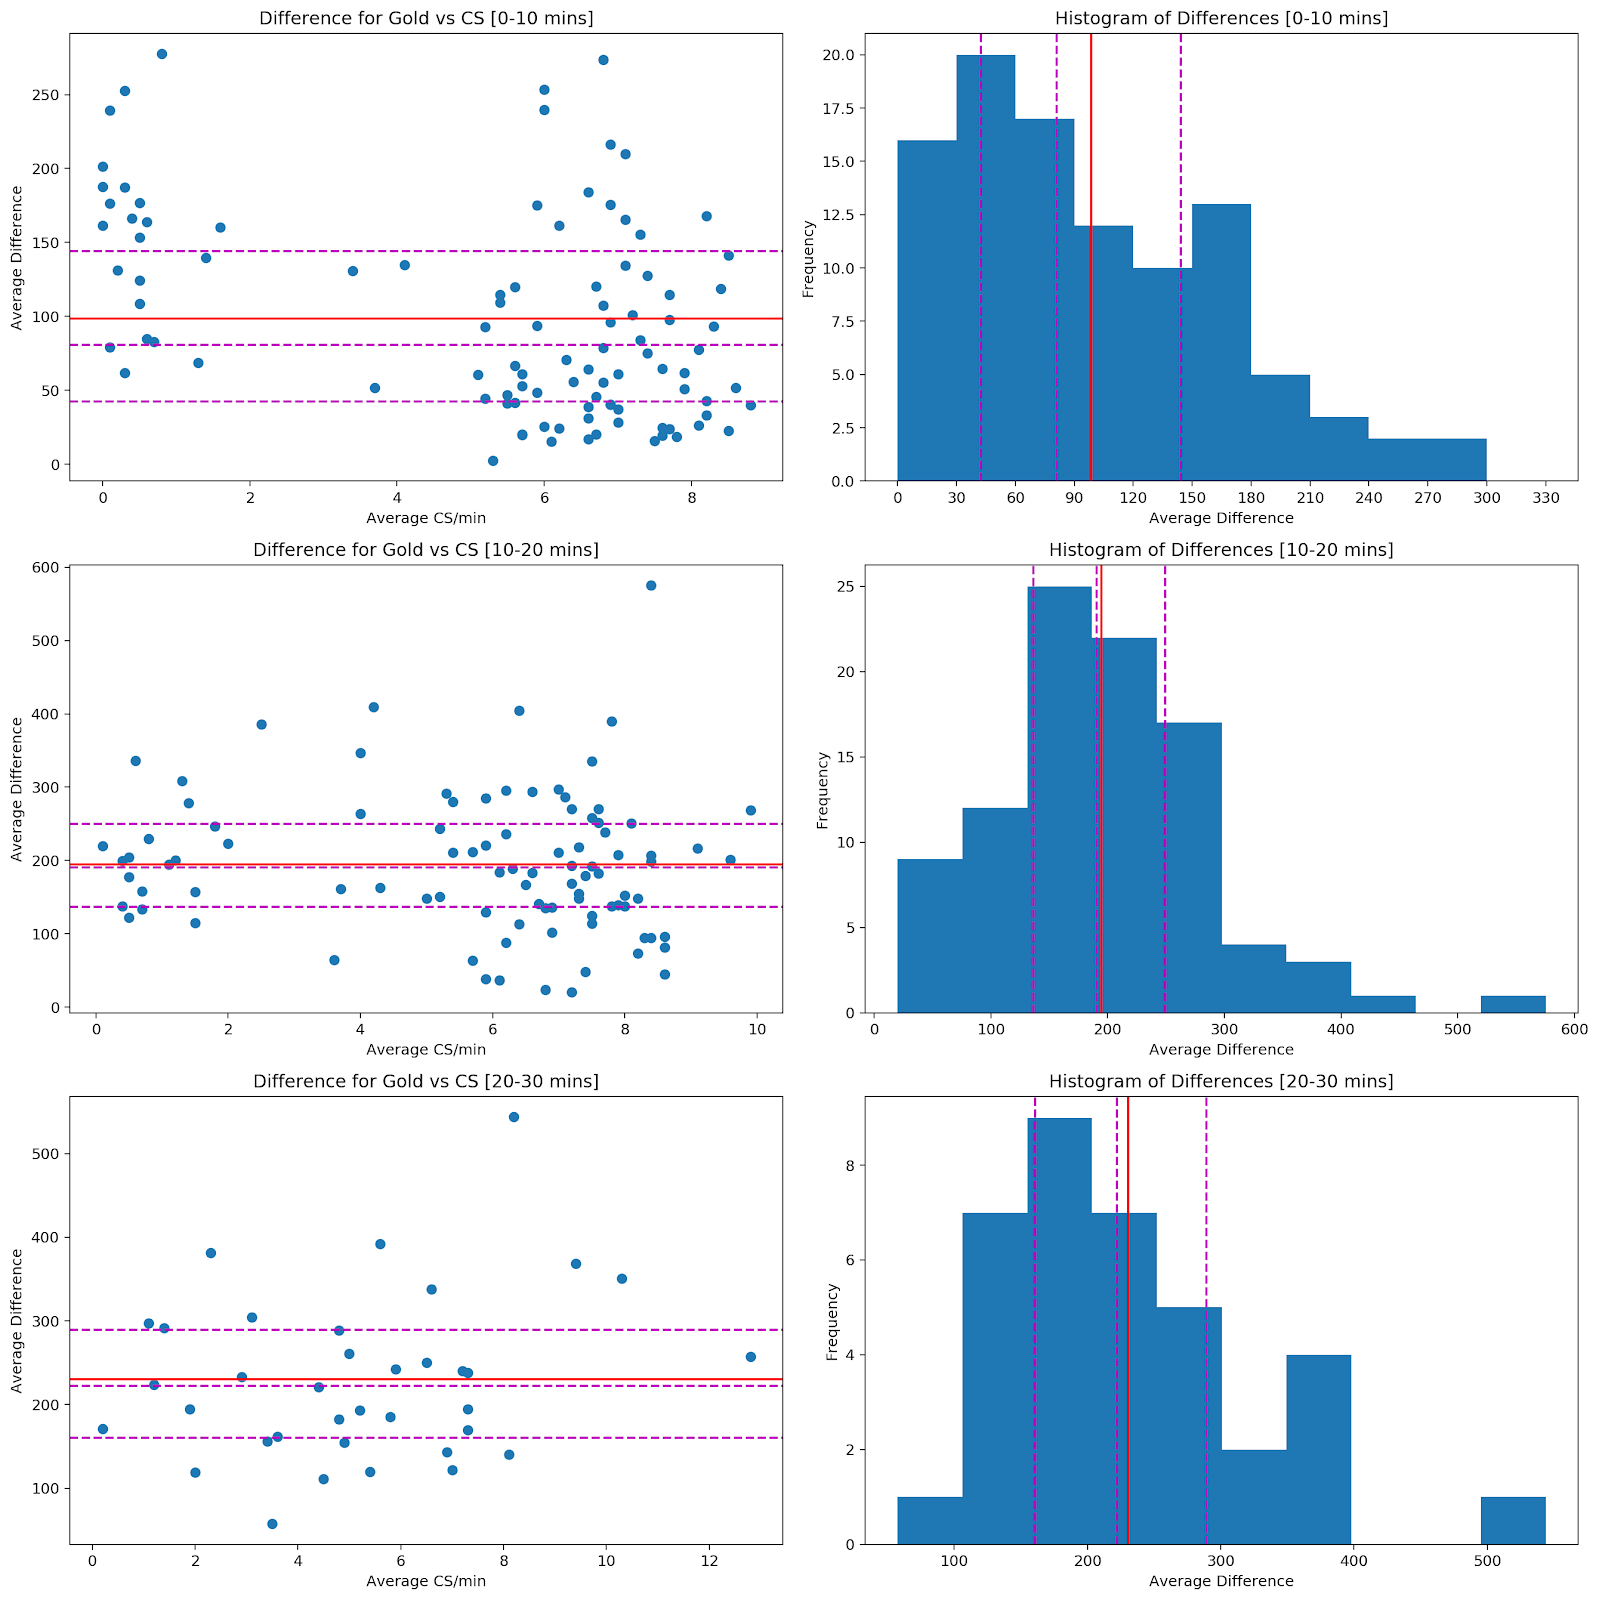 Difference for Gold vs CS [0-10 mins]
Average Difference
250
200
150
100
50
0
0 2 4 6 8
Average CS/min
Histogram of Differences [0-10 mins]
Frequency
20.0
17.5
15.0
12.5
10.0
7.5
5.0
2.5
0.0
0 30 60 90 120 150 180 210 240 270 300 330
Average Difference
Difference for Gold vs CS [10-20 mins]
Average Difference
600
500
400
300
200
100
0
0 2 4 6 8 10
Average CS/min
Histogram of Differences [10-20 mins]
Frequency
25
20
15
10
5
0
0 100 200 300 400 500 600
Average Difference
Difference for Gold vs CS [20-30 mins]
Average Difference
500
400
300
200
100
0 2 4 6 8 10 12
Average CS/min
Histogram of Differences [20-30 mins]
Frequency
8
6
4
2
0
100 200 300 400 500
Average Difference